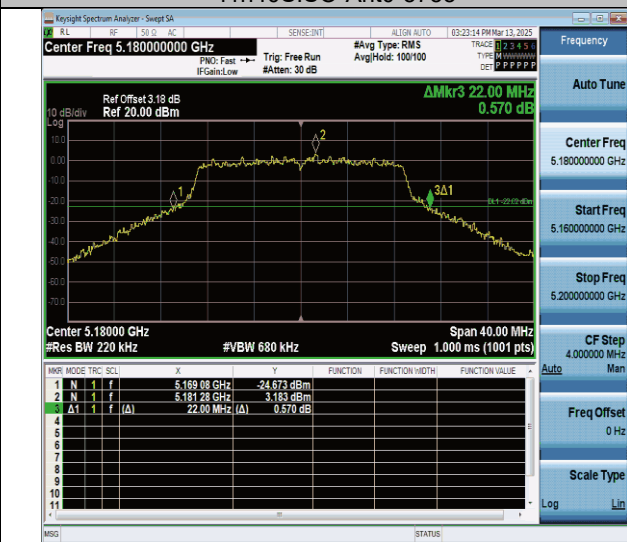 Keysight Spectrum Analyzer - Swept SA
RL RF 50 Ω AC SENSE:INT ALIGN AUTO 03:23:14 PM Mar 13, 2025
Center Freq 5.180000000 GHz
PNO: Fast
IFGain:Low
Trig: Free Run
#Atten: 30 dB
#Avg Type: RMS
Avg|Hold: 100/100
TRACE 1 2 3 4 5 6
TYPE M W W W W W
DET P P P P P P
Frequency
Auto Tune
Center Freq
5.180000000 GHz
Start Freq
5.160000000 GHz
Stop Freq
5.200000000 GHz
CF Step
4.000000 MHz
Auto Man
Freq Offset
0 Hz
Scale Type
Log Lin
ΔMkr3 22.00 MHz
0.570 dB
Ref Offset 3.18 dB
10 dB/div Ref 20.00 dBm
Log
10.0
0.00
-10.0
-20.0
-30.0
-40.0
-50.0
-60.0
-70.0
1
2
3Δ1
DL1 -22.02 dBm
Center 5.18000 GHz Span 40.00 MHz
#Res BW 220 kHz #VBW 680 kHz Sweep 1.000 ms (1001 pts)
MKR MODE TRC SCL X Y FUNCTION FUNCTION WIDTH FUNCTION VALUE
1 N 1 f 5.169 08 GHz -24.673 dBm
2 N 1 f 5.181 28 GHz 3.183 dBm
3 Δ1 1 f (Δ) 22.00 MHz (Δ) 0.570 dB
4
5
6
7
8
9
10
11
MSG STATUS